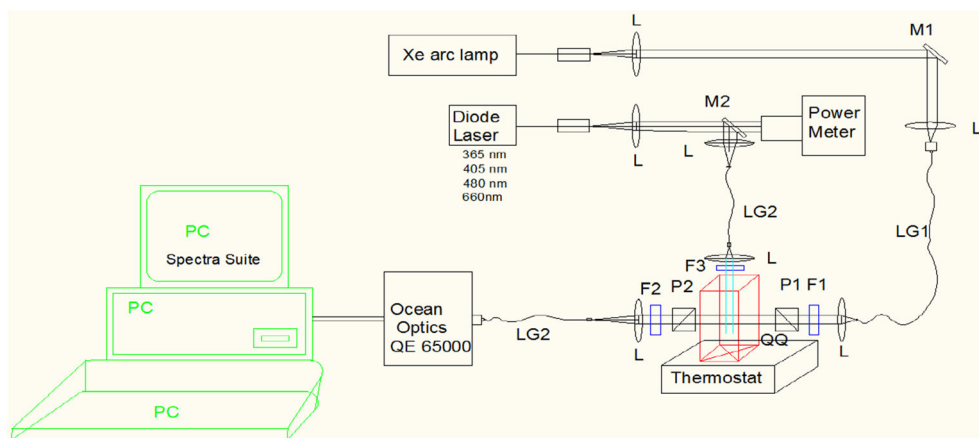 L
M1
Xe arc lamp
M2
Diode
Laser
Power
Meter
L
L
L
365 nm
405 nm
480 nm
660nm
LG2
LG1
PC
Spectra Suite
L
F3
PC
F2
P2
P1
F1
Ocean
Optics
QE 65000
LG2
L
QQ
L
Thermostat
PC